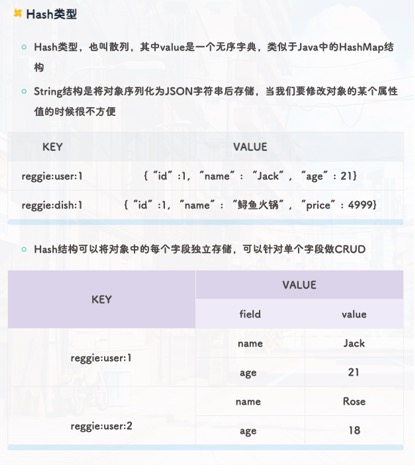 Hash类型
Hash类型，也叫散列，其中value是一个无序字典，类似于Java中的HashMap结
构
String结构是将对象序列化为JSON字符串后存储，当我们要修改对象的某个属性
值的时候很不方便
KEY VALUE
reggie:user:1 {“id”:1, “name”: “Jack”, “age”: 21}
reggie:dish:1 {“id”:1, “name”: “鲟鱼火锅”, “price”: 4999}
Hash结构可以将对象中的每个字段独立存储，可以针对单个字段做CRUD
KEY VALUE
field value
reggie:user:1 name Jack
age 21
reggie:user:2 name Rose
age 18